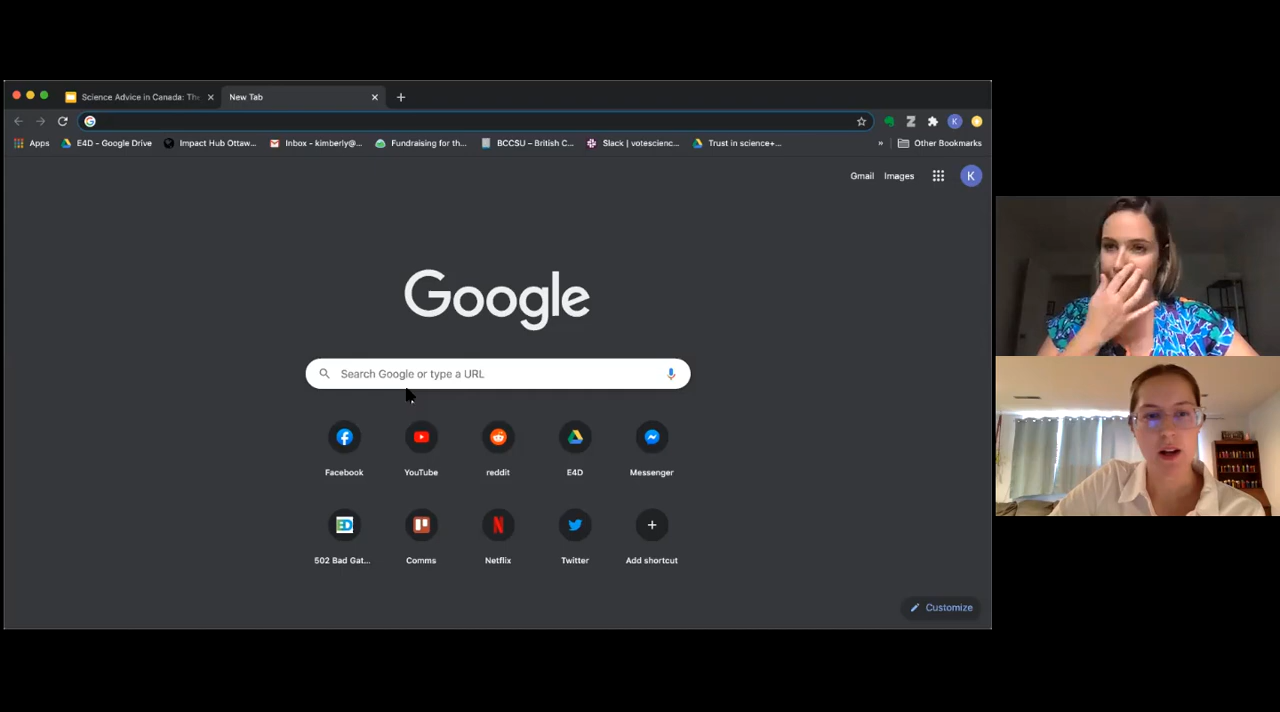 Science Advice in Canada: The
New Tab
Apps
E4D - Google Drive
Impact Hub Ottaw...
Inbox - kimberly@...
Fundraising for th...
BCCSU – British C...
Slack | votescienc...
Trust in science+...
»
Other Bookmarks
Gmail
Images
K
Google
Search Google or type a URL
Facebook
YouTube
reddit
E4D
Messenger
502 Bad Gat...
Comms
Netflix
Twitter
Add shortcut
Customize